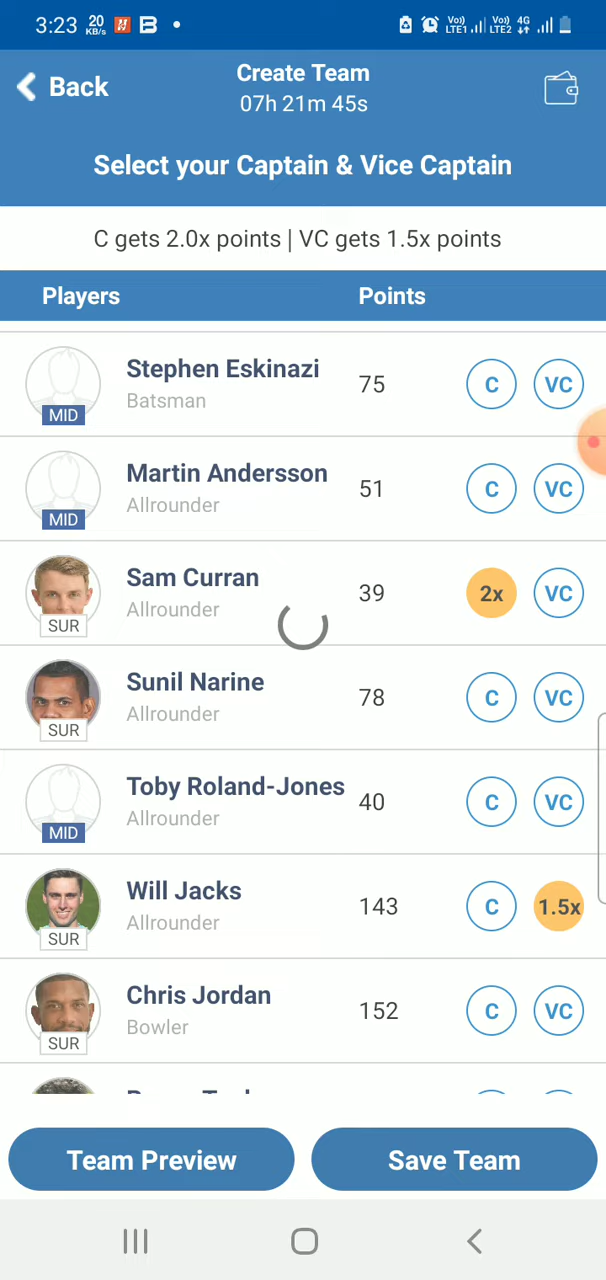 3:23 20 KB/s Vo)) LTE1 Vo)) LTE2 4G
Back
Create Team
07h 21m 45s
Select your Captain & Vice Captain
C gets 2.0x points | VC gets 1.5x points
Players Points
Stephen Eskinazi
Batsman
MID
75 C VC
Martin Andersson
Allrounder
MID
51 C VC
Sam Curran
Allrounder
SUR
39 2x VC
Sunil Narine
Allrounder
SUR
78 C VC
Toby Roland-Jones
Allrounder
MID
40 C VC
Will Jacks
Allrounder
SUR
143 C 1.5x
Chris Jordan
Bowler
SUR
152 C VC
Team Preview Save Team